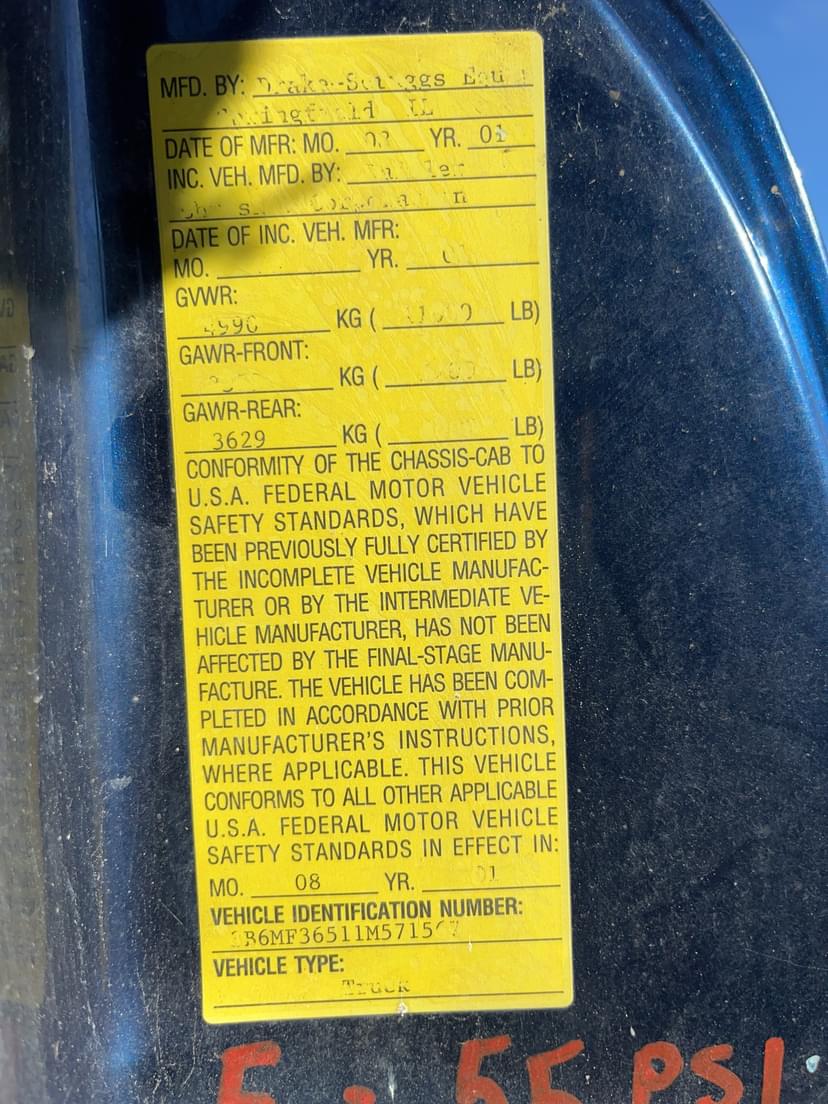 MFD. BY:
IL
DATE OF MFR: MO. YR. 01
INC. VEH. MFD. BY:
DATE OF INC. VEH. MFR:
MO. YR.
GVWR:
4990 KG ( LB)
GAWR-FRONT:
KG ( LB)
GAWR-REAR:
3629 KG ( LB)
CONFORMITY OF THE CHASSIS-CAB TO
U.S.A. FEDERAL MOTOR VEHICLE
SAFETY STANDARDS, WHICH HAVE
BEEN PREVIOUSLY FULLY CERTIFIED BY
THE INCOMPLETE VEHICLE MANUFAC-
TURER OR BY THE INTERMEDIATE VE-
HICLE MANUFACTURER, HAS NOT BEEN
AFFECTED BY THE FINAL-STAGE MANU-
FACTURE. THE VEHICLE HAS BEEN COM-
PLETED IN ACCORDANCE WITH PRIOR
MANUFACTURER'S INSTRUCTIONS,
WHERE APPLICABLE. THIS VEHICLE
CONFORMS TO ALL OTHER APPLICABLE
U.S.A. FEDERAL MOTOR VEHICLE
SAFETY STANDARDS IN EFFECT IN:
MO. 08 YR. 01
VEHICLE IDENTIFICATION NUMBER:
VEHICLE TYPE:
Truck
55 PSI